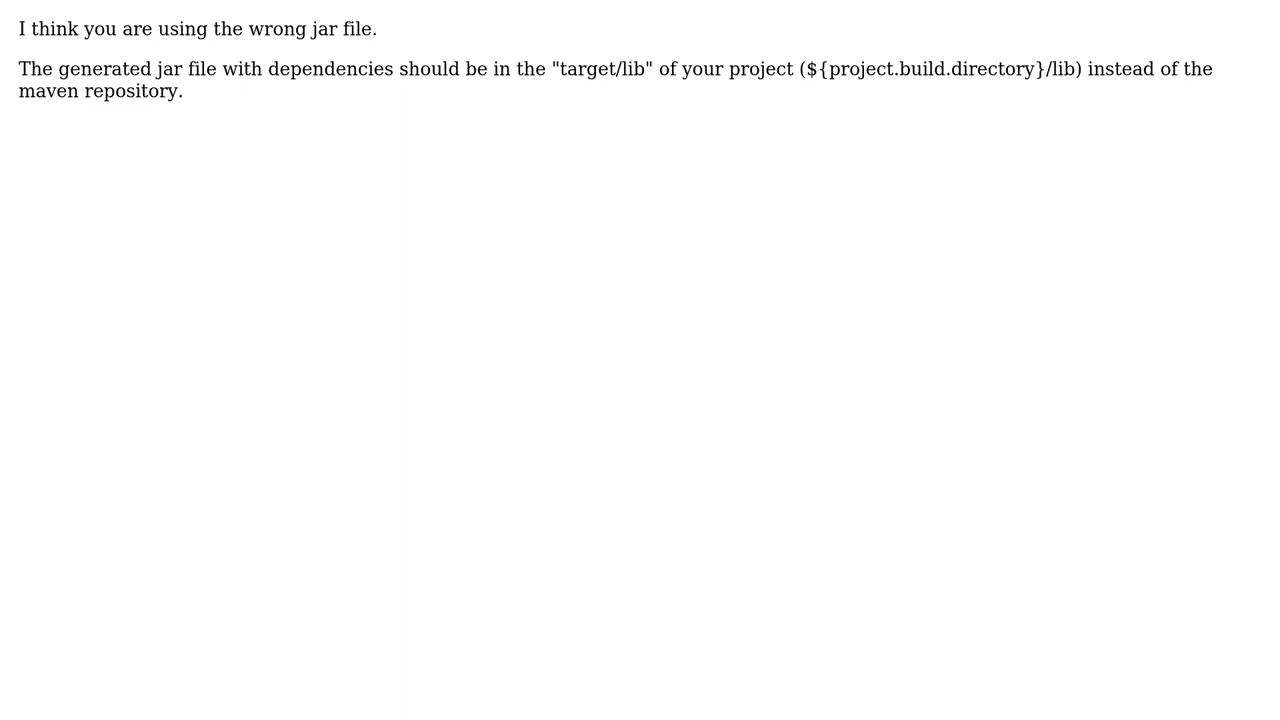 I think you are using the wrong jar file.
The generated jar file with dependencies should be in the "target/lib" of your project (${project.build.directory}/lib) instead of the
maven repository.